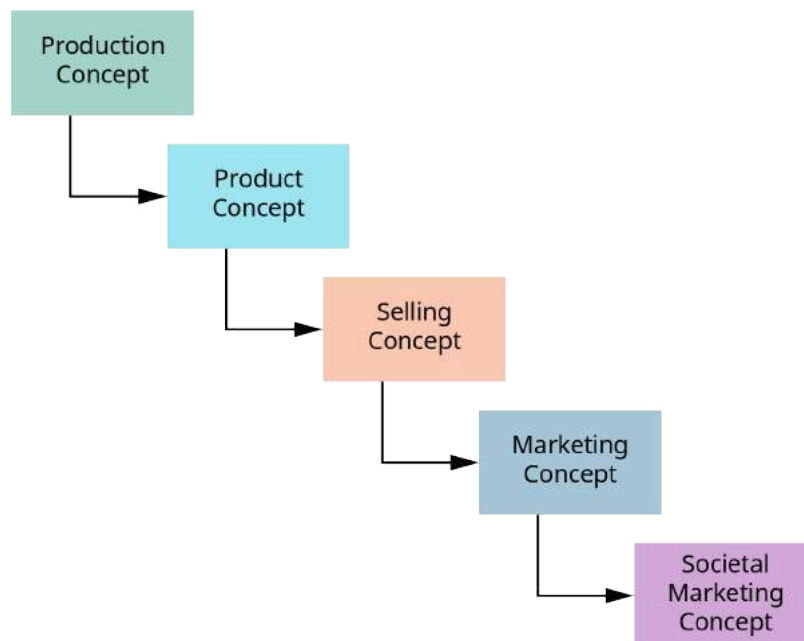 Production
Concept
Product
Concept
Selling
Concept
Marketing
Concept
Societal
Marketing
Concept